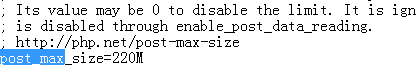 ; Its value may be 0 to disable the limit. It is ign
; is disabled through enable_post_data_reading.
; http://php.net/post-max-size
post_max_size=220M